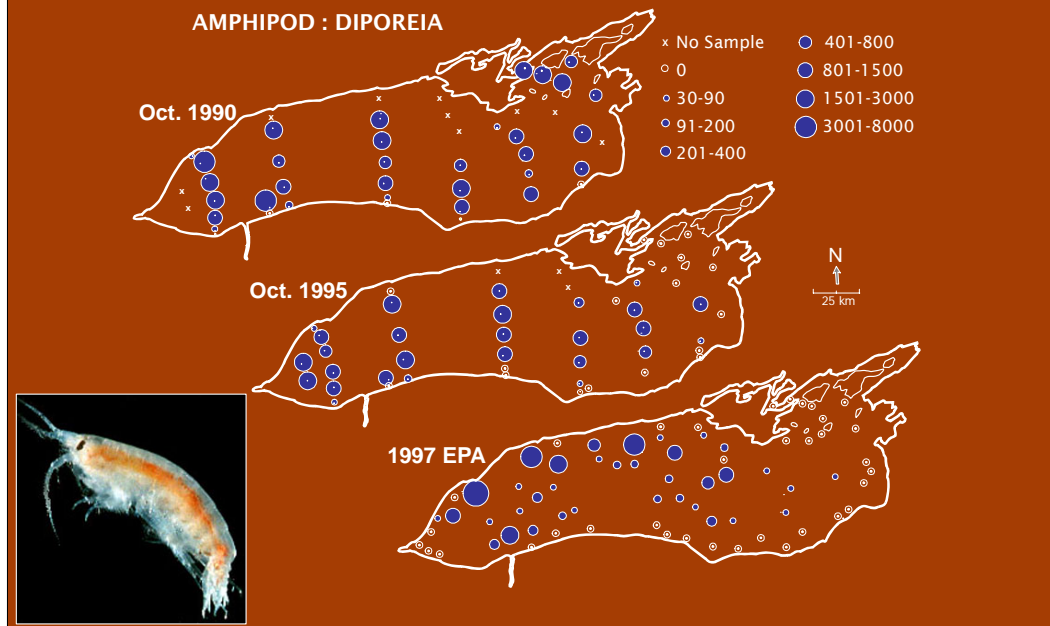 AMPHIPOD : DIPOREIA
x No Sample
0
30-90
91-200
201-400
401-800
801-1500
1501-3000
3001-8000
Oct. 1990
Oct. 1995
N
25 km
1997 EPA